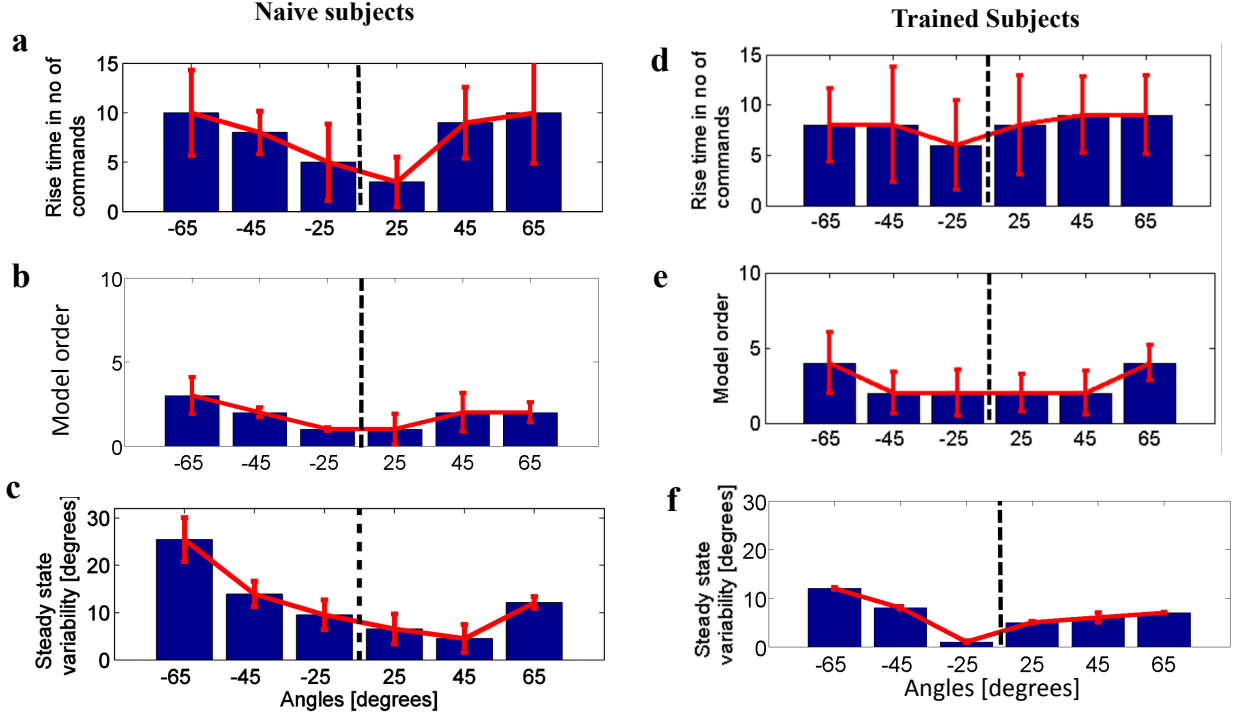 Naive subjects
Trained Subjects
a
Rise time in no of
commands
15
10
5
0
-65 -45 -25 25 45 65
b
Model order
10
5
0
-65 -45 -25 25 45 65
c
Steady state
variability [degrees]
30
20
10
0
-65 -45 -25 25 45 65
Angles [degrees]
d
Rise time in no of
commands
15
10
5
0
-65 -45 -25 25 45 65
e
Model order
10
5
0
-65 -45 -25 25 45 65
f
Steady state
variability [degrees]
30
20
10
0
-65 -45 -25 25 45 65
Angles [degrees]